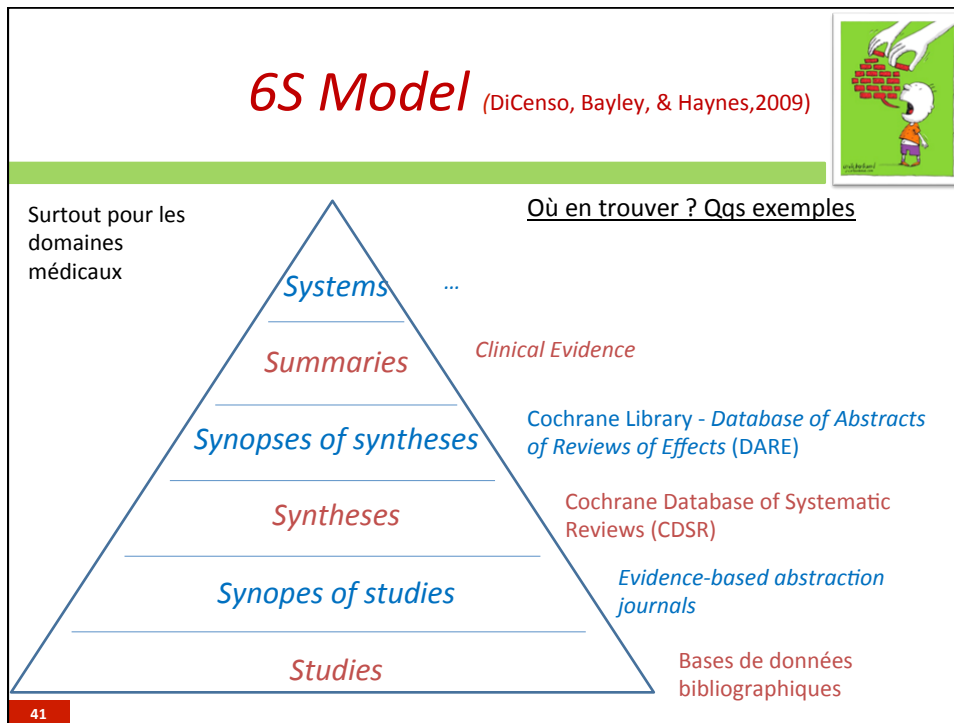 6S Model (DiCenso, Bayley, & Haynes,2009)
Surtout pour les
domaines
médicaux
Où en trouver ? Qqs exemples
Systems
...
Summaries
Clinical Evidence
Synopses of syntheses
Cochrane Library - Database of Abstracts
of Reviews of Effects (DARE)
Syntheses
Cochrane Database of Systematic
Reviews (CDSR)
Synopes of studies
Evidence-based abstraction
journals
Studies
Bases de données
bibliographiques
41